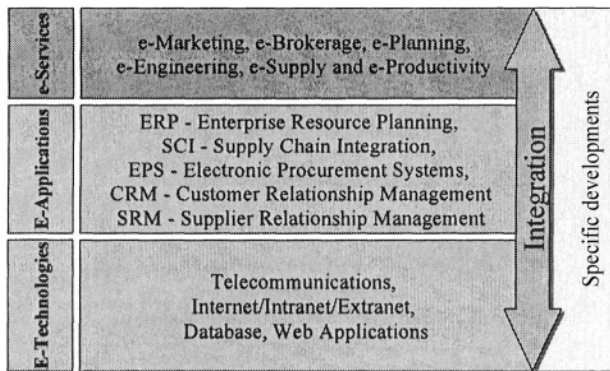 e-Services
e-Marketing, e-Brokerage, e-Planning,
e-Engineering, e-Supply and e-Productivity
E-Applications
ERP - Enterprise Resource Planning,
SCI - Supply Chain Integration,
EPS - Electronic Procurement Systems,
CRM - Customer Relationship Management
SRM - Supplier Relationship Management
E-Technologies
Telecommunications,
Internet/Intranet/Extranet,
Database, Web Applications
Integration
Specific developments